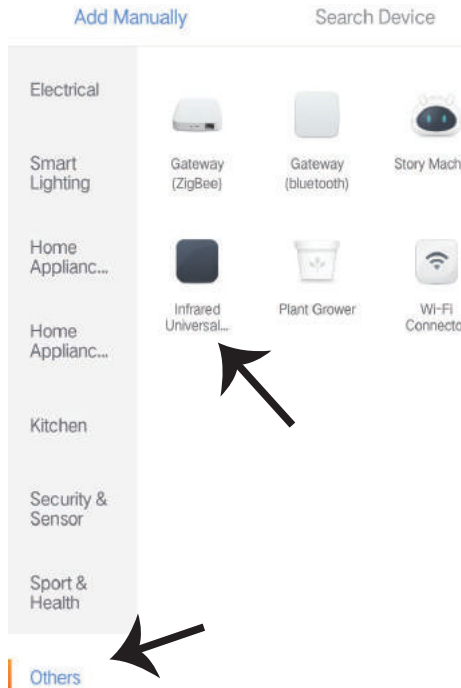 Add Manually
Search Device
Electrical
Smart
Lighting
Home
Applianc...
Home
Applianc...
Kitchen
Security &
Sensor
Sport &
Health
Others
Gateway
(ZigBee)
Gateway
(bluetooth)
Story Mach
Infrared
Universal...
Plant Grower
Wi-Fi
Connecto